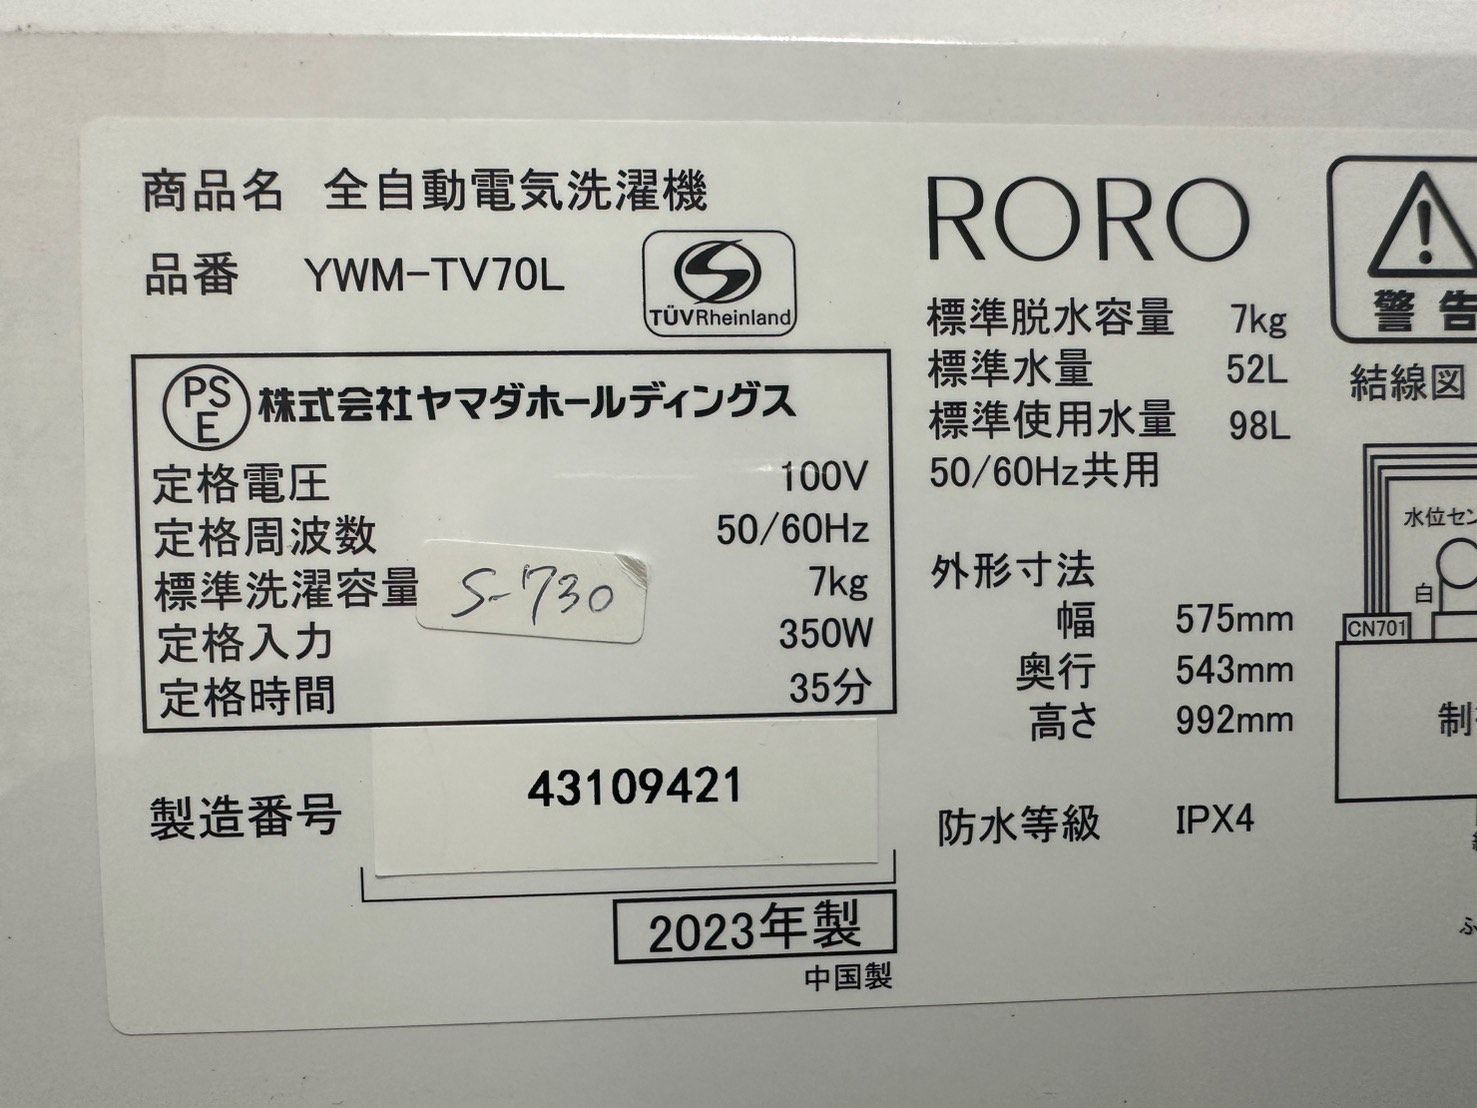 商品名 全自動電気洗濯機
品番 YWM-TV70L
TÜVRheinland
PS
E
株式会社ヤマダホールディングス
定格電圧 100V
定格周波数 50/60Hz
標準洗濯容量 7kg
S-730
定格入力 350W
定格時間 35分
製造番号 43109421
2023年製
中国製
RORO
標準脱水容量 7kg
標準水量 52L
標準使用水量 98L
50/60Hz共用
外形寸法
幅 575mm
奥行 543mm
高さ 992mm
防水等級 IPX4
警告
結線図
水位セン
白
CN701
制
ふ